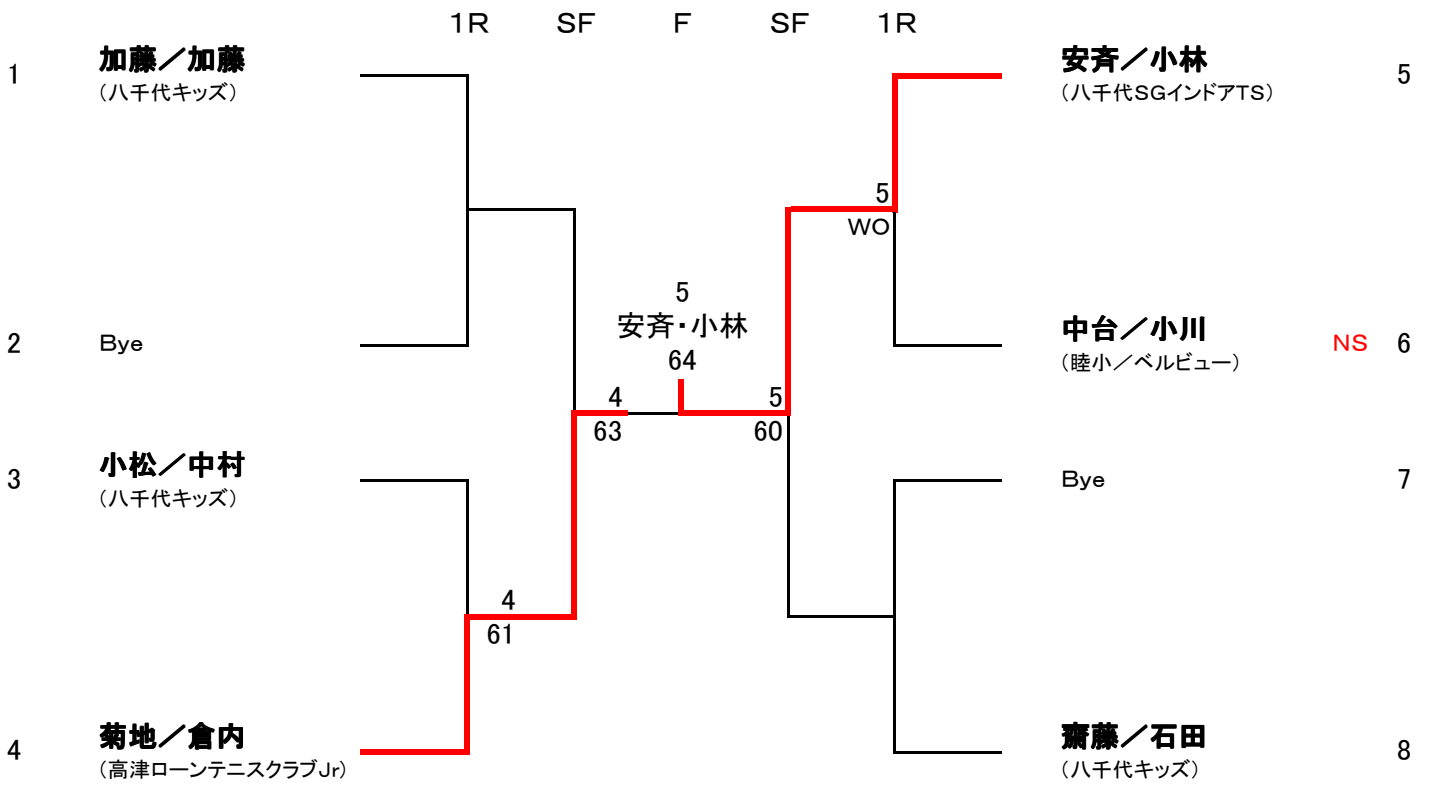 1R SF F SF 1R
1 加藤／加藤
（八千代キッズ）
2 Bye
3 小松／中村
（八千代キッズ）
4 菊地／倉内
（高津ローンテニスクラブJr）
4
61
4
63
5
安斉・小林
64
5
60
5
WO
安斉／小林 5
（八千代SGインドアTS）
中台／小川 NS 6
（睦小／ベルビュー）
Bye 7
齋藤／石田 8
（八千代キッズ）